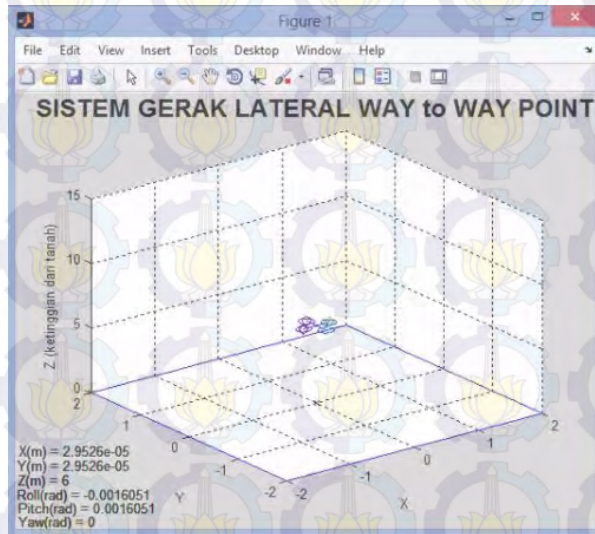 Figure 1
File Edit View Insert Tools Desktop Window Help
SISTEM GERAK LATERAL WAY to WAY POINT
Z (ketinggian dari tanah)
15
10
5
0
2
1
0
-1
-2
Y
-2
-1
0
1
2
X
X(m) = 2.9526e-05
Y(m) = 2.9526e-05
Z(m) = 6
Roll(rad) = -0.0016051
Pitch(rad) = 0.0016051
Yaw(rad) = 0